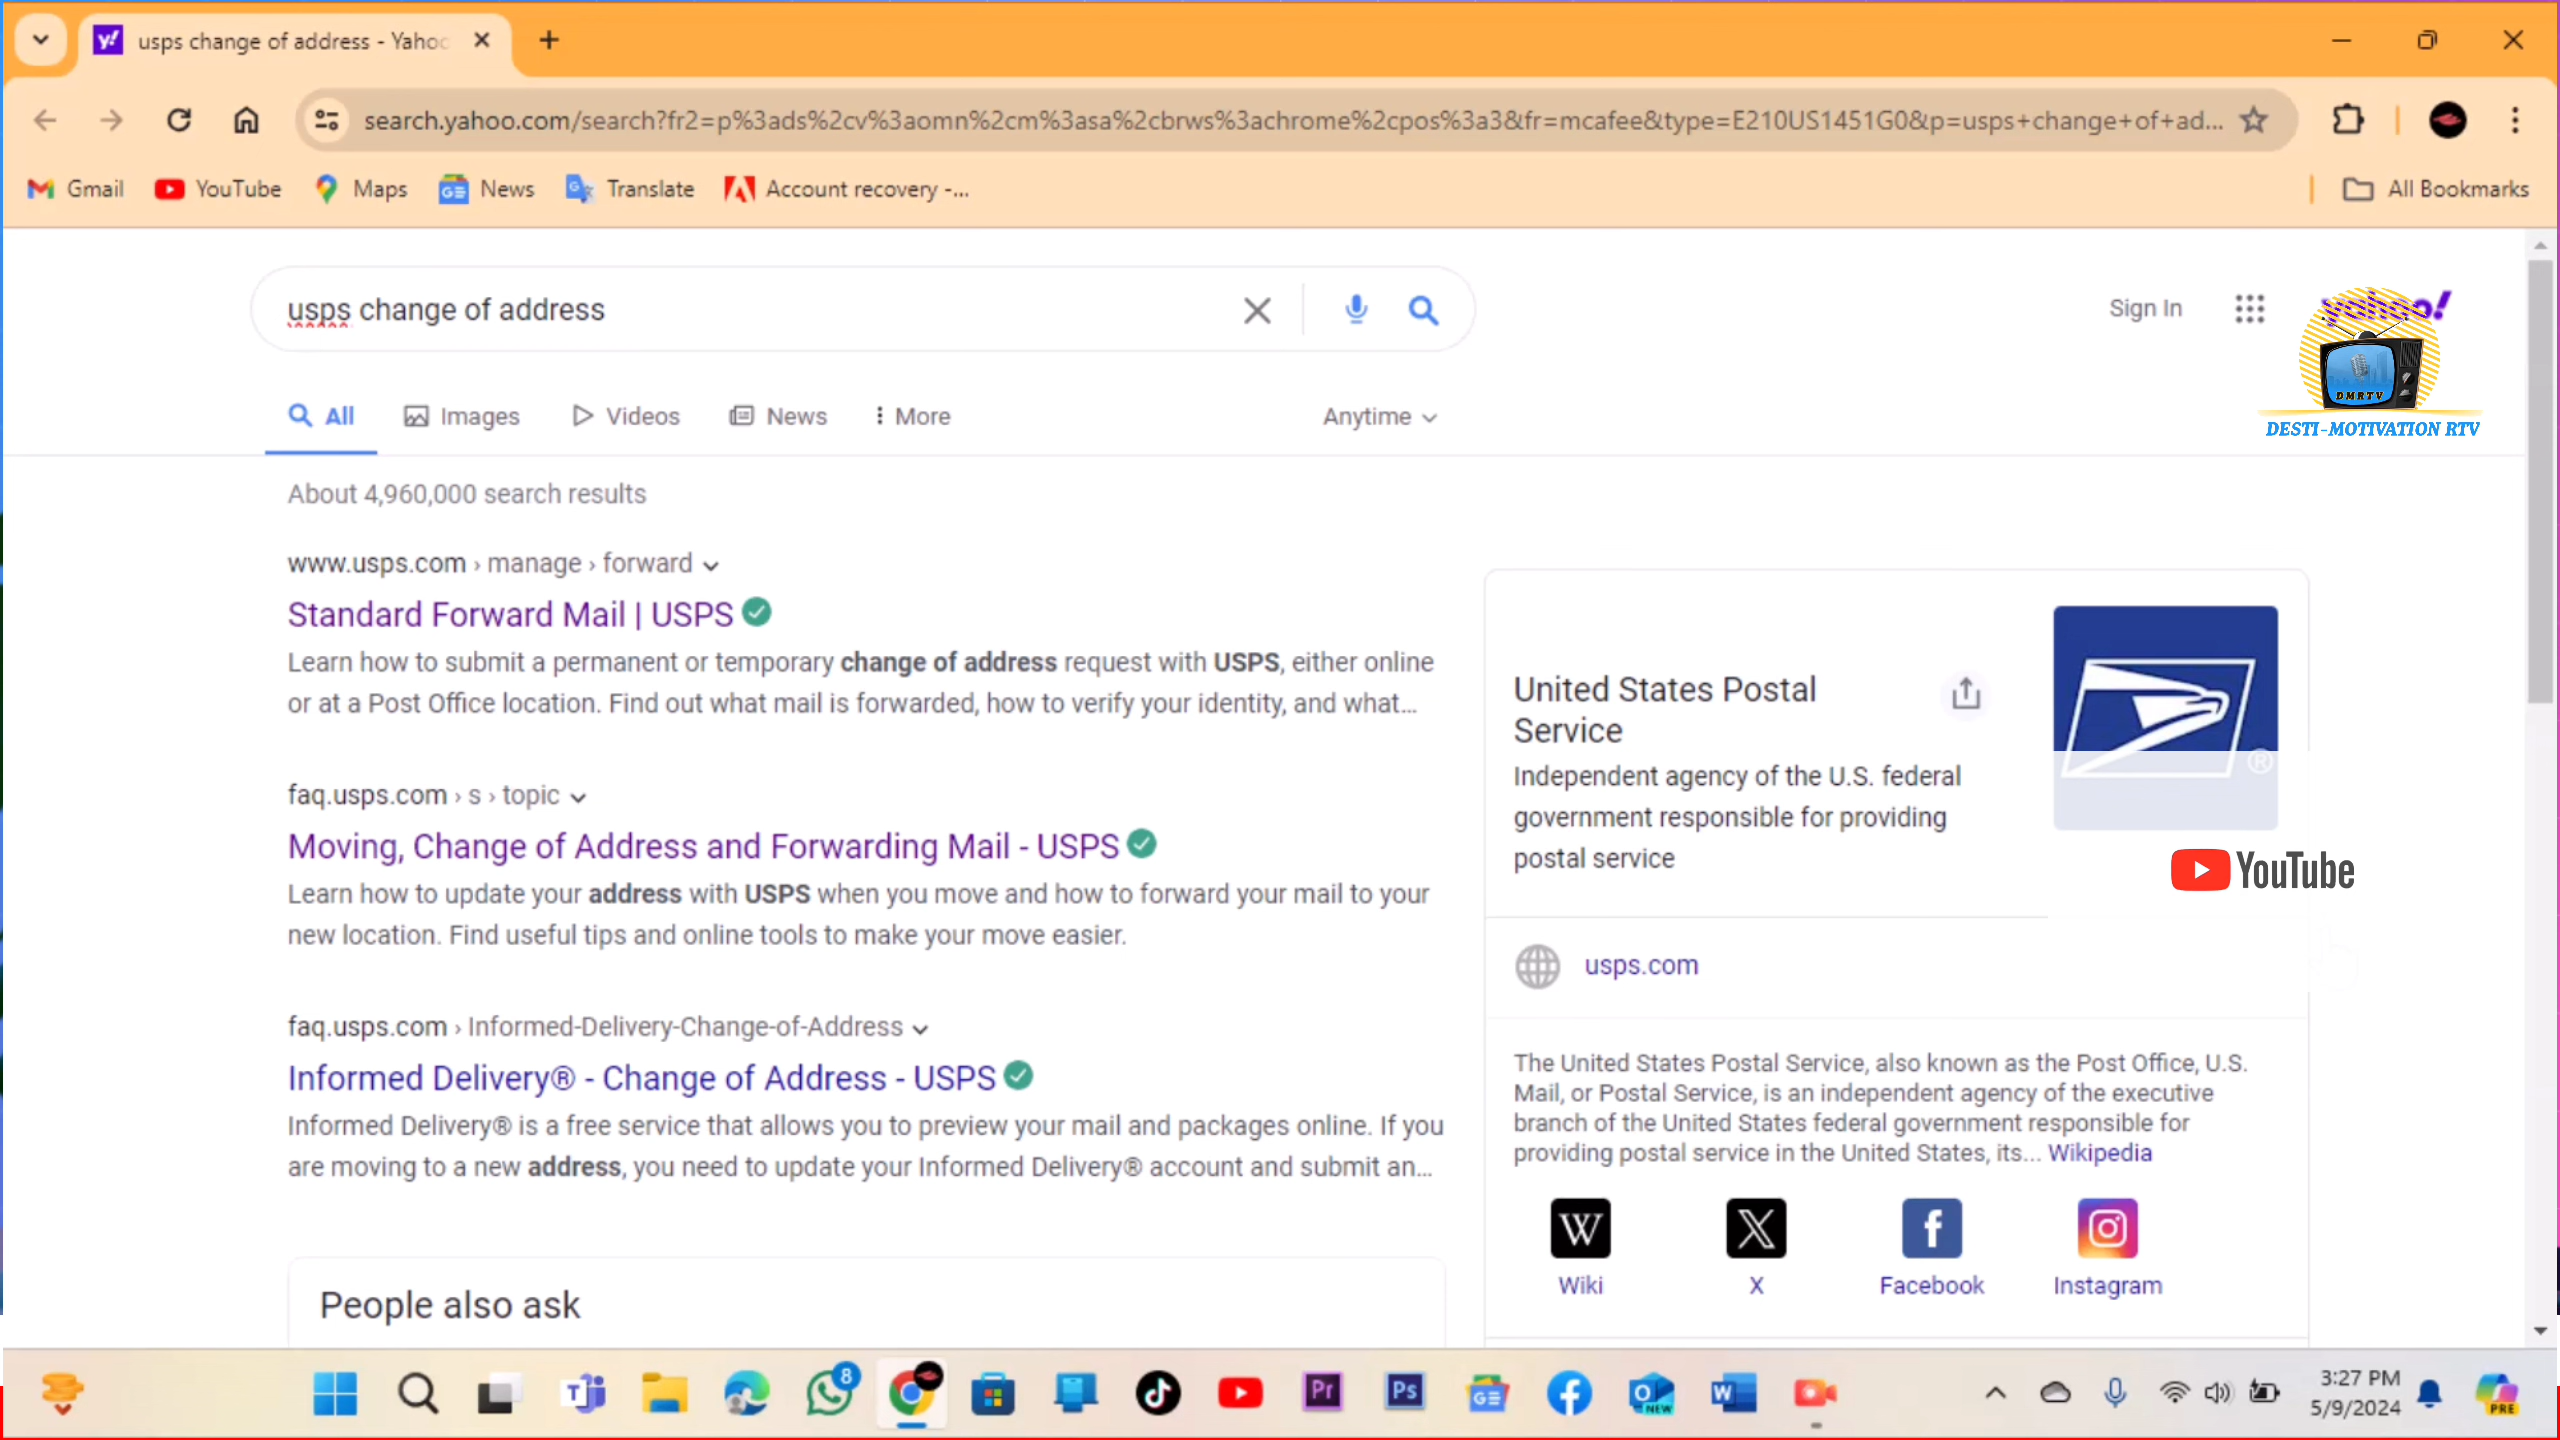 usps change of address - Yahoo
search.yahoo.com/search?fr2=p%3ads%2cv%3aomn%2cm%3asa%2cbrws%3achrome%2cpos%3a3&fr=mcafee&type=E210US1451G0&p=usps+change+of+ad...
Gmail YouTube Maps News Translate Account recovery -... All Bookmarks
usps change of address
Sign In
yahoo!
DMRTV
DESTI-MOTIVATION RTV
All Images Videos News More Anytime
About 4,960,000 search results
www.usps.com › manage › forward
Standard Forward Mail | USPS
Learn how to submit a permanent or temporary change of address request with USPS, either online
or at a Post Office location. Find out what mail is forwarded, how to verify your identity, and what...
faq.usps.com › s › topic
Moving, Change of Address and Forwarding Mail - USPS
Learn how to update your address with USPS when you move and how to forward your mail to your
new location. Find useful tips and online tools to make your move easier.
faq.usps.com › Informed-Delivery-Change-of-Address
Informed Delivery® - Change of Address - USPS
Informed Delivery® is a free service that allows you to preview your mail and packages online. If you
are moving to a new address, you need to update your Informed Delivery® account and submit an...
People also ask
United States Postal
Service
Independent agency of the U.S. federal
government responsible for providing
postal service
®
YouTube
usps.com
The United States Postal Service, also known as the Post Office, U.S.
Mail, or Postal Service, is an independent agency of the executive
branch of the United States federal government responsible for
providing postal service in the United States, its... Wikipedia
W X f
Wiki X Facebook Instagram
8
T Pr Ps GE f O NEW W
3:27 PM
5/9/2024
PRE